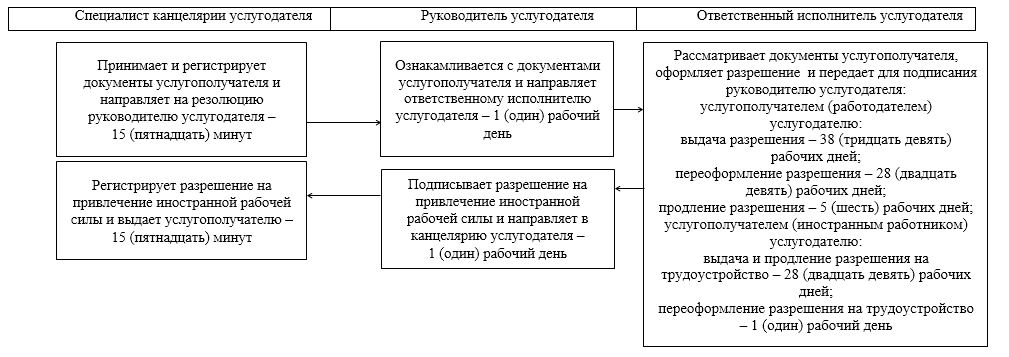 Специалист канцелярии услугодателя
Руководитель услугодателя
Ответственный исполнитель услугодателя
Принимает и регистрирует
документы услугополучателя и
направляет на резолюцию
руководителю услугодателя –
15 (пятнадцать) минут
Ознакамливается с документами
услугополучателя и направляет
ответственному исполнителю
услугодателя – 1 (один) рабочий
день
Рассматривает документы услугополучателя,
оформляет разрешение и передает для подписания
руководителю услугодателя:
услугополучателем (работодателем)
услугодателю:
выдача разрешения – 38 (тридцать девять)
рабочих дней;
переоформление разрешения – 28 (двадцать
девять) рабочих дней;
продление разрешения – 5 (шесть) рабочих дней;
услугополучателем (иностранным работником)
услугодателю:
выдача и продление разрешения на
трудоустройство – 28 (двадцать девять) рабочих
дней;
переоформление разрешения на трудоустройство
– 1 (один) рабочий день
Подписывает разрешение на
привлечение иностранной
рабочей силы и направляет в
канцелярию услугодателя –
1 (один) рабочий день
Регистрирует разрешение на
привлечение иностранной рабочей
силы и выдает услугополучателю –
15 (пятнадцать) минут